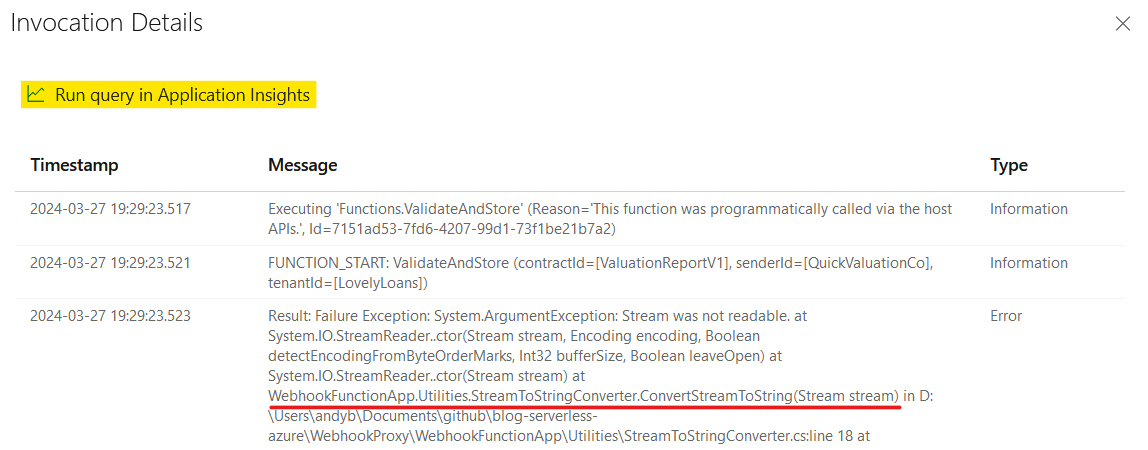 Invocation Details
Run query in Application Insights
Timestamp Message Type
2024-03-27 19:29:23.517 Executing 'Functions.ValidateAndStore' (Reason='This function was programmatically called via the host Information
APIs.', Id=7151ad53-7fd6-4207-99d1-73f1be21b7a2)
2024-03-27 19:29:23.521 FUNCTION_START: ValidateAndStore (contractId=[ValuationReportV1], senderId=[QuickValuationCo], Information
tenantId=[LovelyLoans])
2024-03-27 19:29:23.523 Result: Failure Exception: System.ArgumentException: Stream was not readable. at Error
System.IO.StreamReader..ctor(Stream stream, Encoding encoding, Boolean
detectEncodingFromByteOrderMarks, Int32 bufferSize, Boolean leaveOpen) at
System.IO.StreamReader..ctor(Stream stream) at
WebhookFunctionApp.Utilities.StreamToStringConverter.ConvertStreamToString(Stream stream) in D:
\Users\andyb\Documents\github\blog-serverless-
azure\WebhookProxy\WebhookFunctionApp\Utilities\StreamToStringConverter.cs:line 18 at